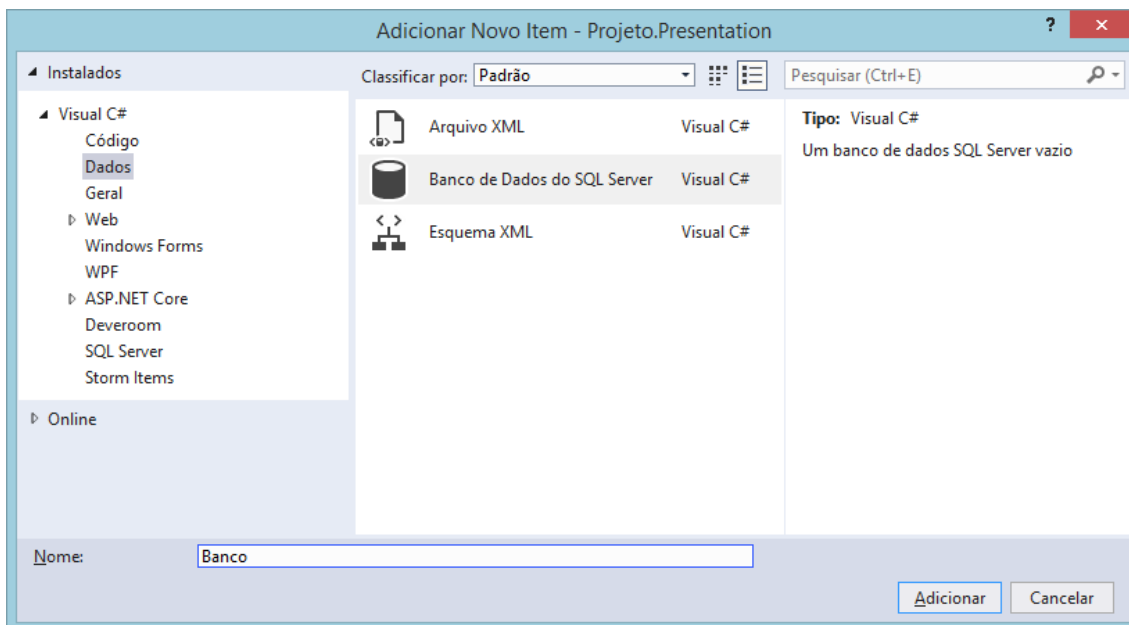 Adicionar Novo Item - Projeto.Presentation
?
×
Instalados
Visual C#
Código
Dados
Geral
Web
Windows Forms
WPF
ASP.NET Core
Deveroom
SQL Server
Storm Items
Online
Classificar por: Padrão
Arquivo XML Visual C#
Banco de Dados do SQL Server Visual C#
Esquema XML Visual C#
Pesquisar (Ctrl+E)
Tipo: Visual C#
Um banco de dados SQL Server vazio
Nome: Banco
Adicionar Cancelar